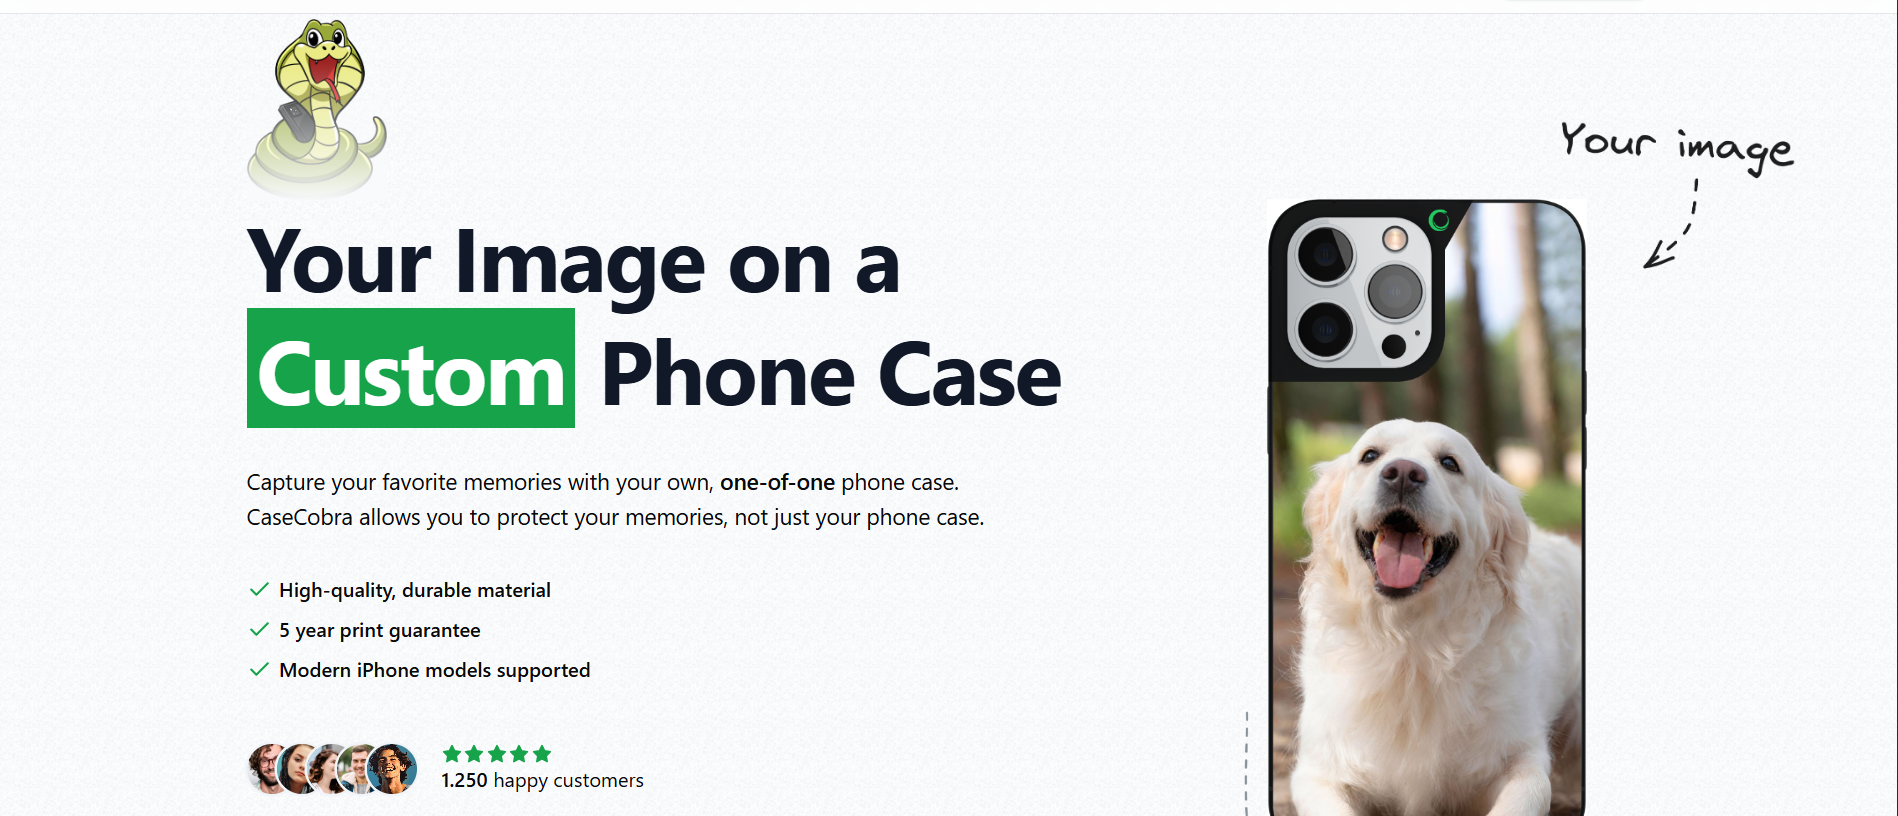 Your image
Your Image on a
Custom Phone Case
Capture your favorite memories with your own, one-of-one phone case.
CaseCobra allows you to protect your memories, not just your phone case.
High-quality, durable material
5 year print guarantee
Modern iPhone models supported
1.250 happy customers